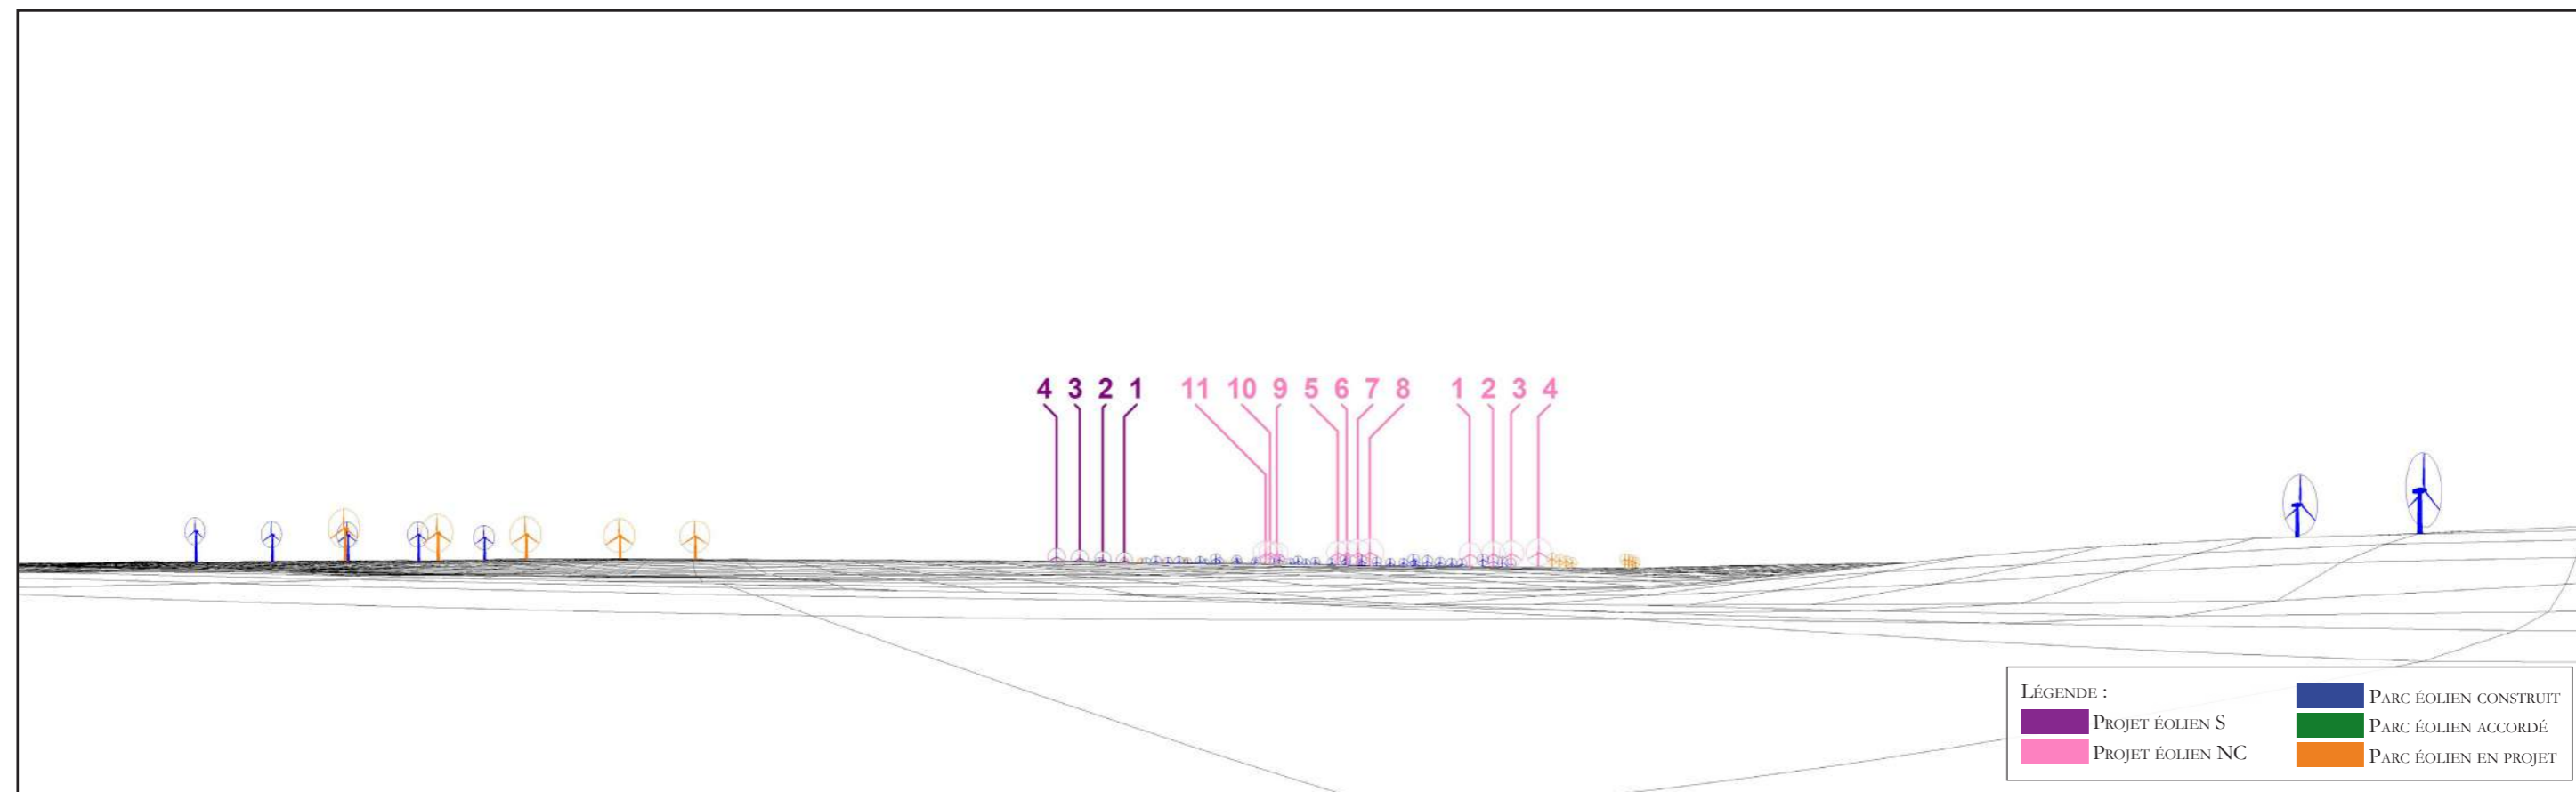 4 3 2 1 11 10 9 5 6 7 8 1 2 3 4
Légende :
Projet éolien S
Projet éolien NC
Parc éolien construit
Parc éolien accordé
Parc éolien en projet